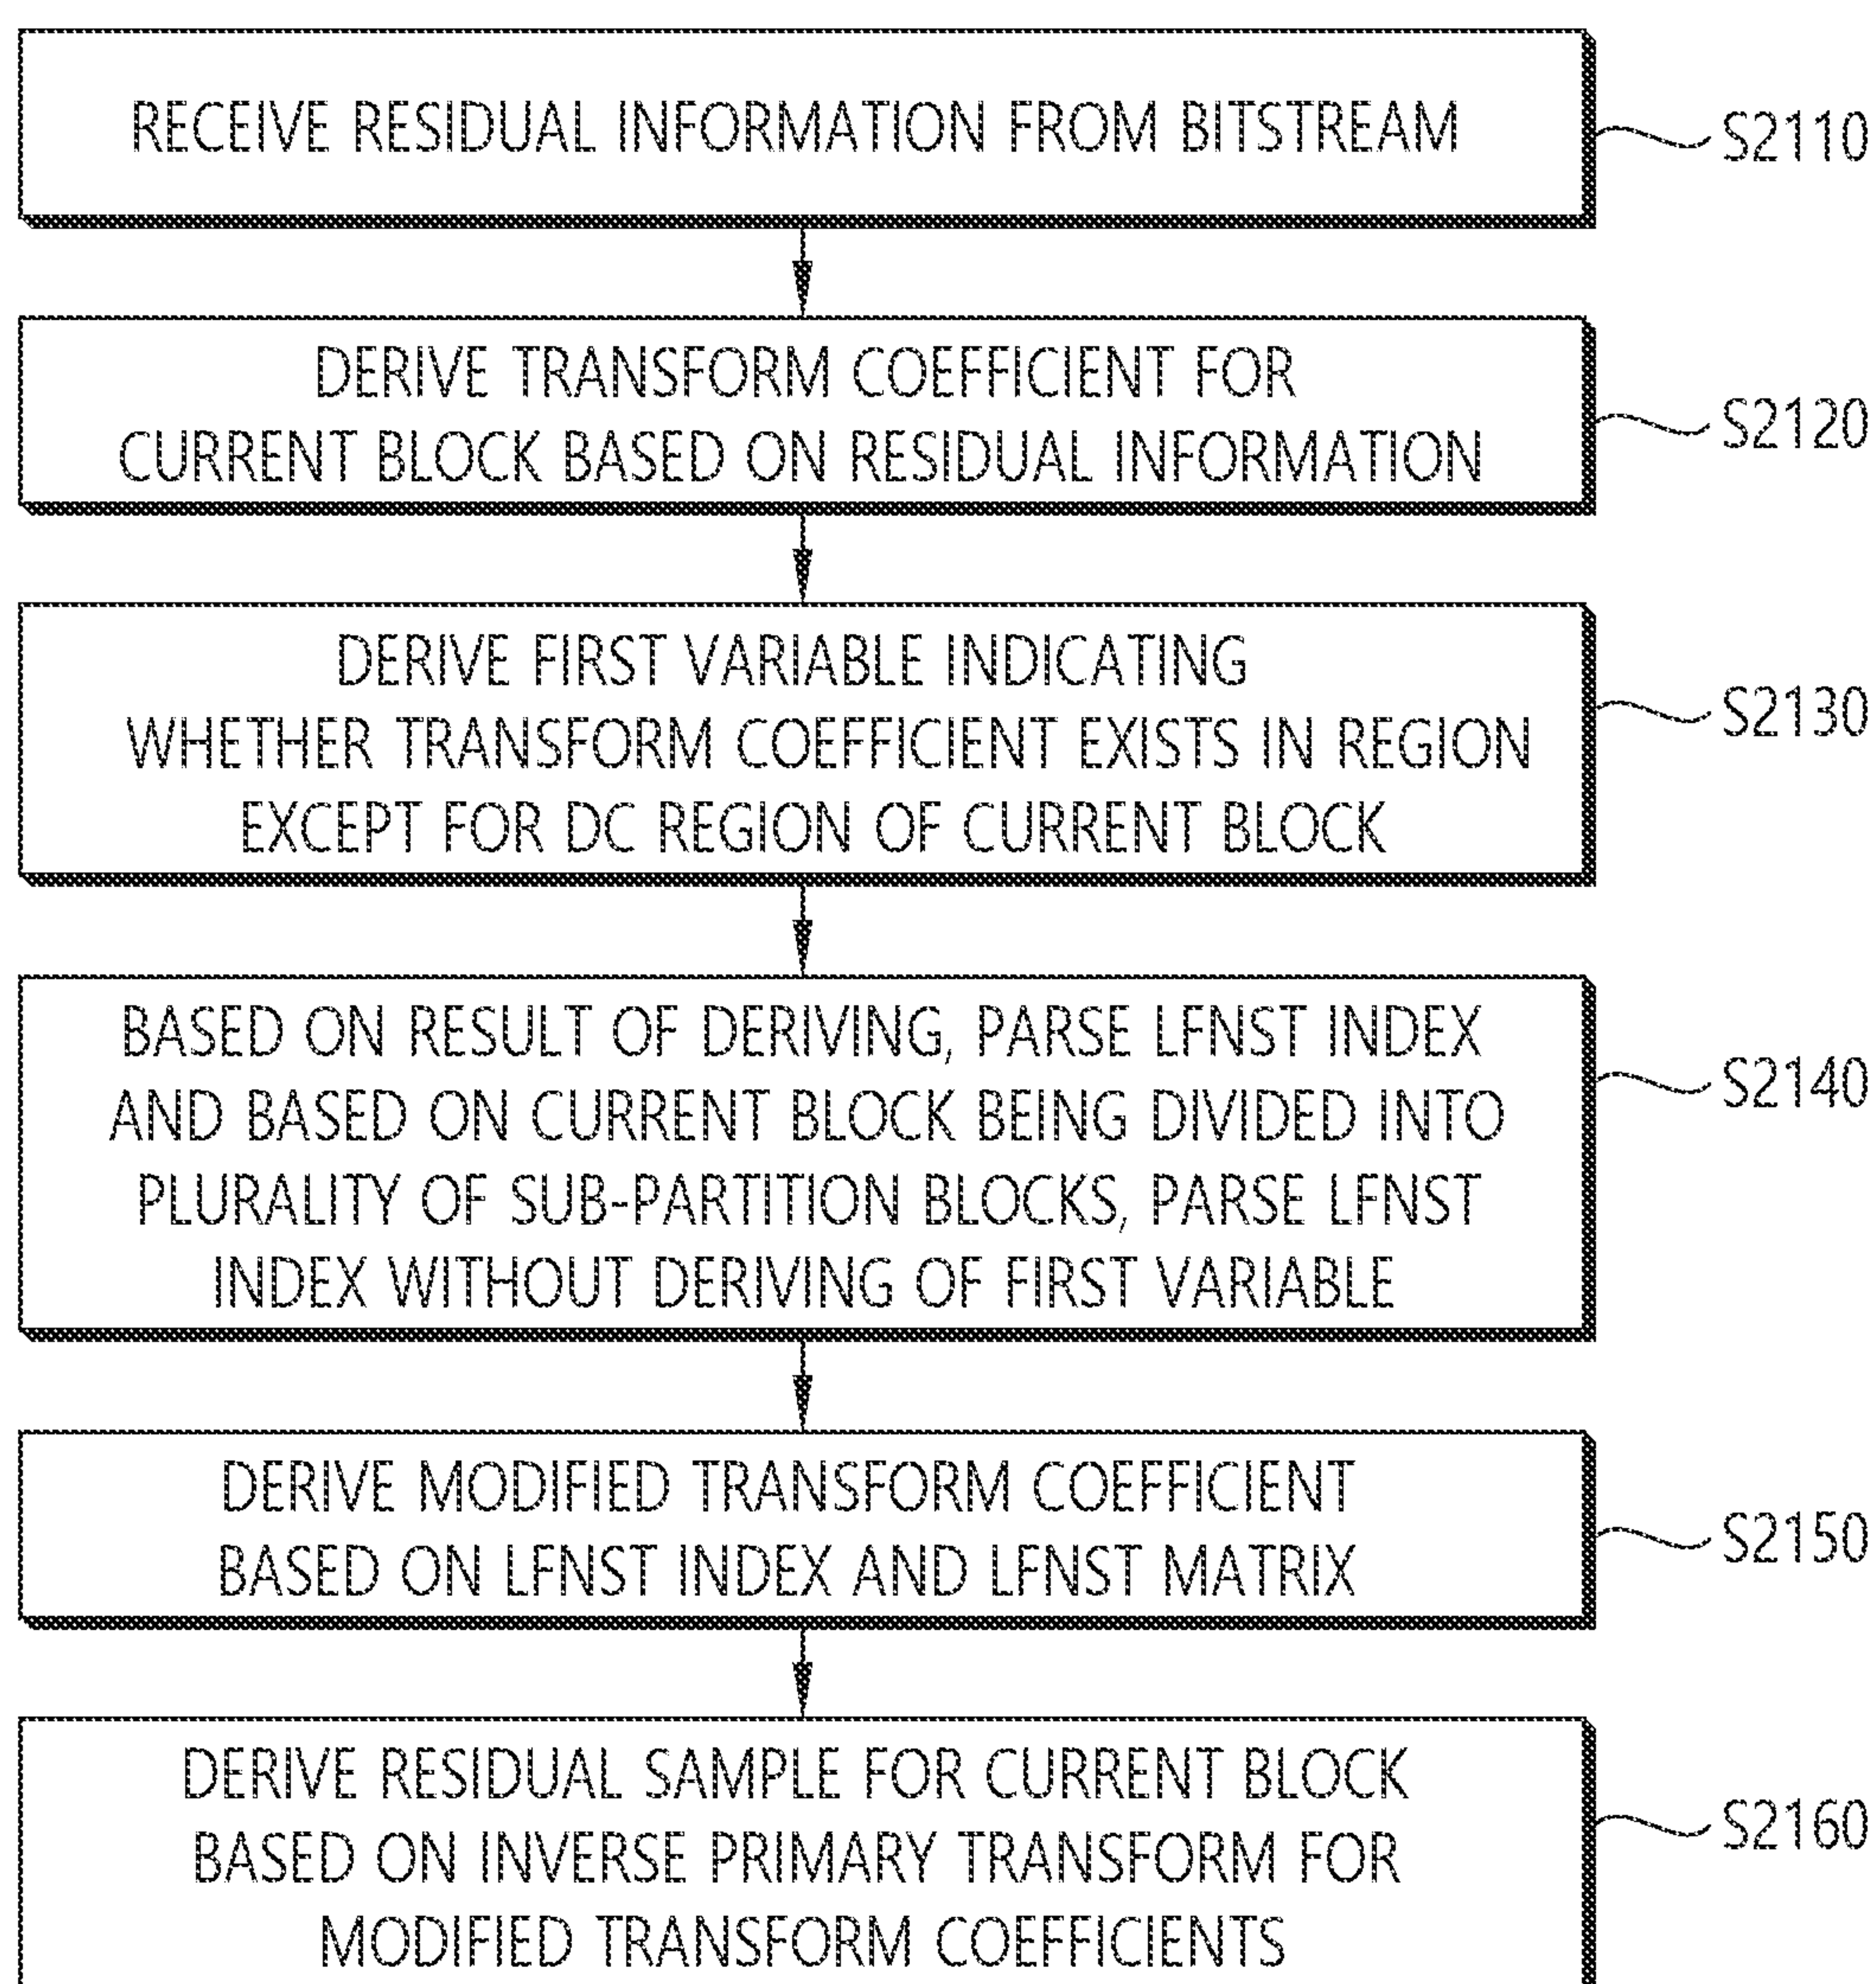 RECEIVE RESIDUAL INFORMATION FROM BITSTREAM
S2110
DERIVE TRANSFORM COEFFICIENT FOR
CURRENT BLOCK BASED ON RESIDUAL INFORMATION
S2120
DERIVE FIRST VARIABLE INDICATING
WHETHER TRANSFORM COEFFICIENT EXISTS IN REGION
EXCEPT FOR DC REGION OF CURRENT BLOCK
S2130
BASED ON RESULT OF DERIVING, PARSE LFNST INDEX
AND BASED ON CURRENT BLOCK BEING DIVIDED INTO
PLURALITY OF SUB-PARTITION BLOCKS, PARSE LFNST
INDEX WITHOUT DERIVING OF FIRST VARIABLE
S2140
DERIVE MODIFIED TRANSFORM COEFFICIENT
BASED ON LFNST INDEX AND LFNST MATRIX
S2150
DERIVE RESIDUAL SAMPLE FOR CURRENT BLOCK
BASED ON INVERSE PRIMARY TRANSFORM FOR
MODIFIED TRANSFORM COEFFICIENTS
S2160